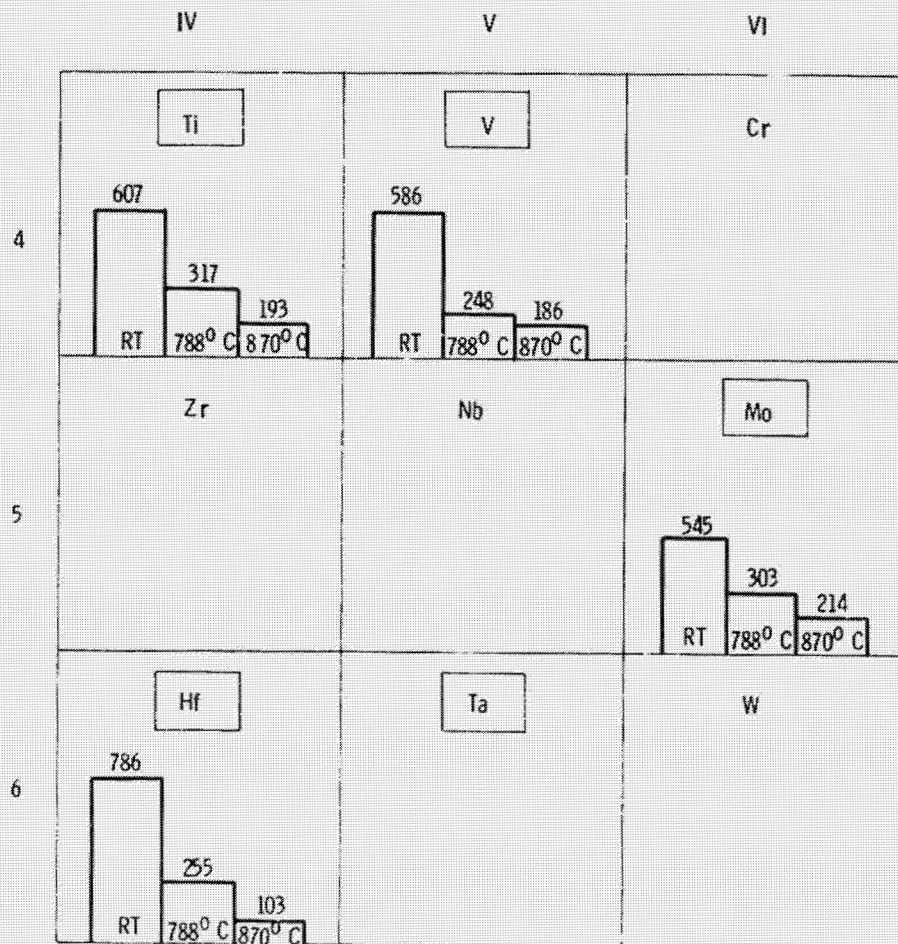 IV V VI
Ti V Cr
607 586
4
317 248
193 186
RT 788° C 870° C RT 788° C 870° C
Zr Nb Mo
5
545
303
214
RT 788° C 870° C
Hf Ta W
786
6
255
103
RT 788° C 870° C